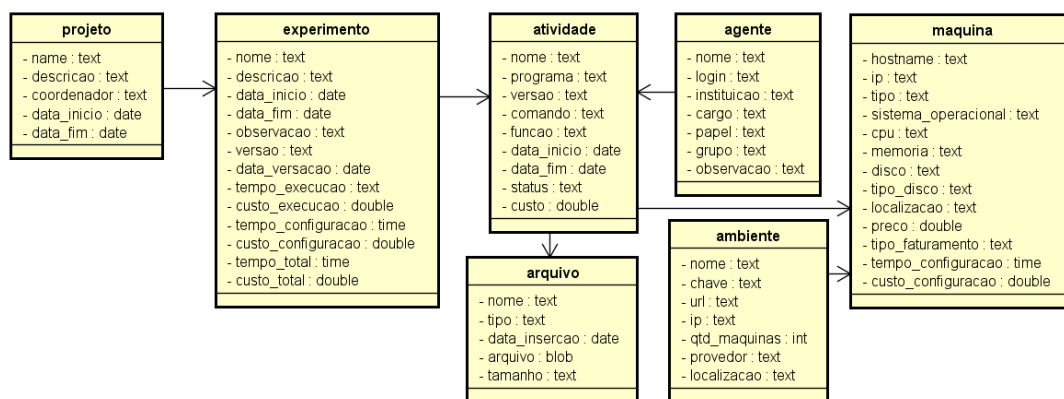 projeto
- name : text
- descricao : text
- coordenador : text
- data_inicio : date
- data_fim : date
experimento
- nome : text
- descricao : text
- data_inicio : date
- data_fim : date
- observacao : text
- versao : text
- data_versacao : date
- tempo_execucao : text
- custo_execucao : double
- tempo_configuracao : time
- custo_configuracao : double
- tempo_total : time
- custo_total : double
atividade
- nome : text
- programa : text
- versao : text
- comando : text
- funcao : text
- data_inicio : date
- data_fim : date
- status : text
- custo : double
agente
- nome : text
- login : text
- instituicao : text
- cargo : text
- papel : text
- grupo : text
- observacao : text
maquina
- hostname : text
- ip : text
- tipo : text
- sistema_operacional : text
- cpu : text
- memoria : text
- disco : text
- tipo_disco : text
- localizacao : text
- preco : double
- tipo_faturamento : text
- tempo_configuracao : time
- custo_configuracao : double
arquivo
- nome : text
- tipo : text
- data_insercao : date
- arquivo : blob
- tamanho : text
ambiente
- nome : text
- chave : text
- url : text
- ip : text
- qtd_maquinas : int
- provedor : text
- localizacao : text